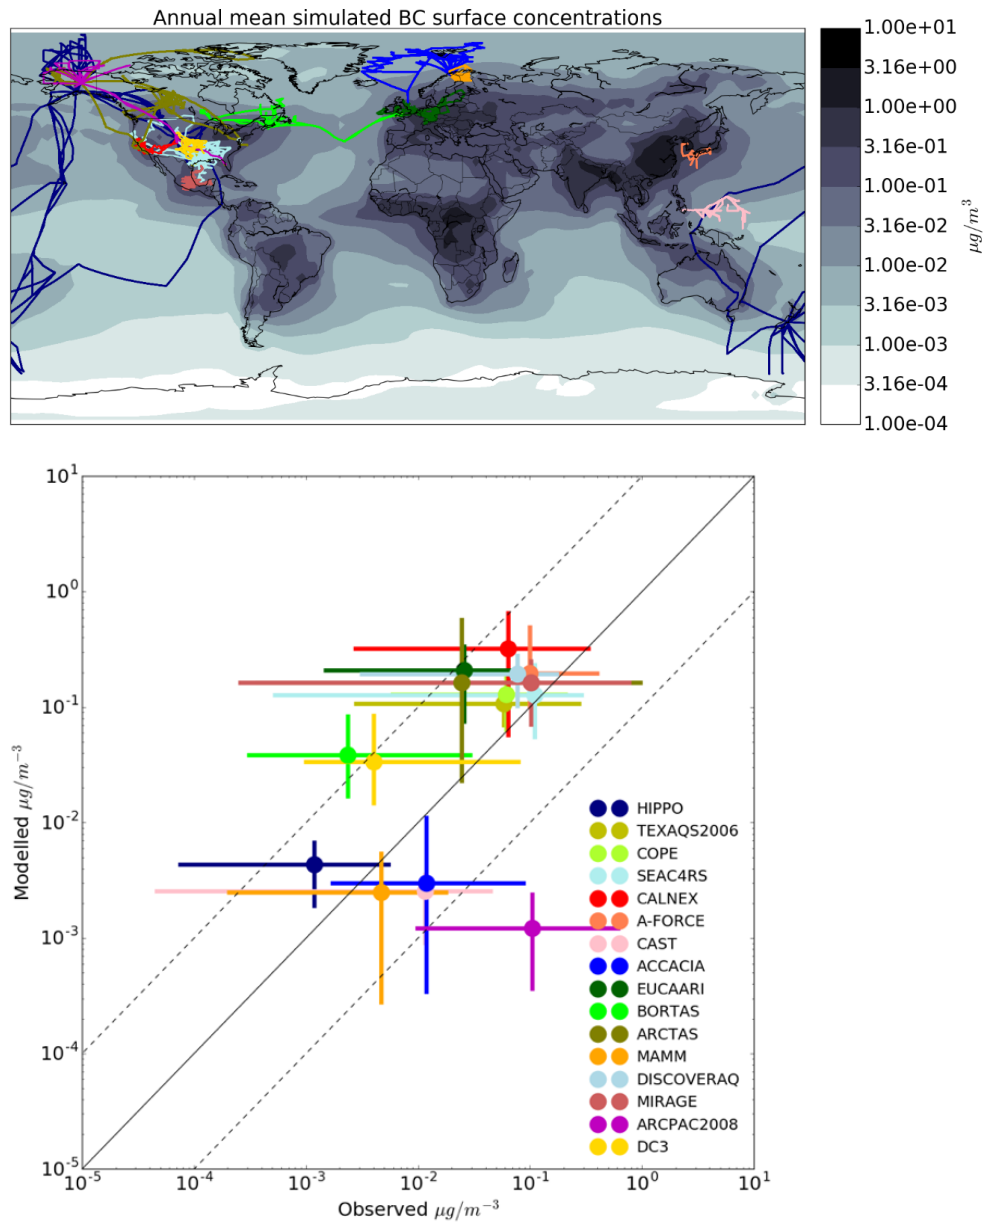 Annual mean simulated BC surface concentrations
1.00e+01
3.16e+00
1.00e+00
3.16e-01
1.00e-01
3.16e-02
1.00e-02
3.16e-03
1.00e-03
3.16e-04
1.00e-04
μg/m³
10¹
10⁰
10⁻¹
10⁻²
10⁻³
10⁻⁴
10⁻⁵
Modelled μg/m⁻³
HIPPO
TEXAQS2006
COPE
SEAC4RS
CALNEX
A-FORCE
CAST
ACCACIA
EUCAARI
BORTAS
ARCTAS
MAMM
DISCOVERAQ
MIRAGE
ARCPAC2008
DC3
10⁻⁵ 10⁻⁴ 10⁻³ 10⁻² 10⁻¹ 10⁰ 10¹
Observed μg/m⁻³